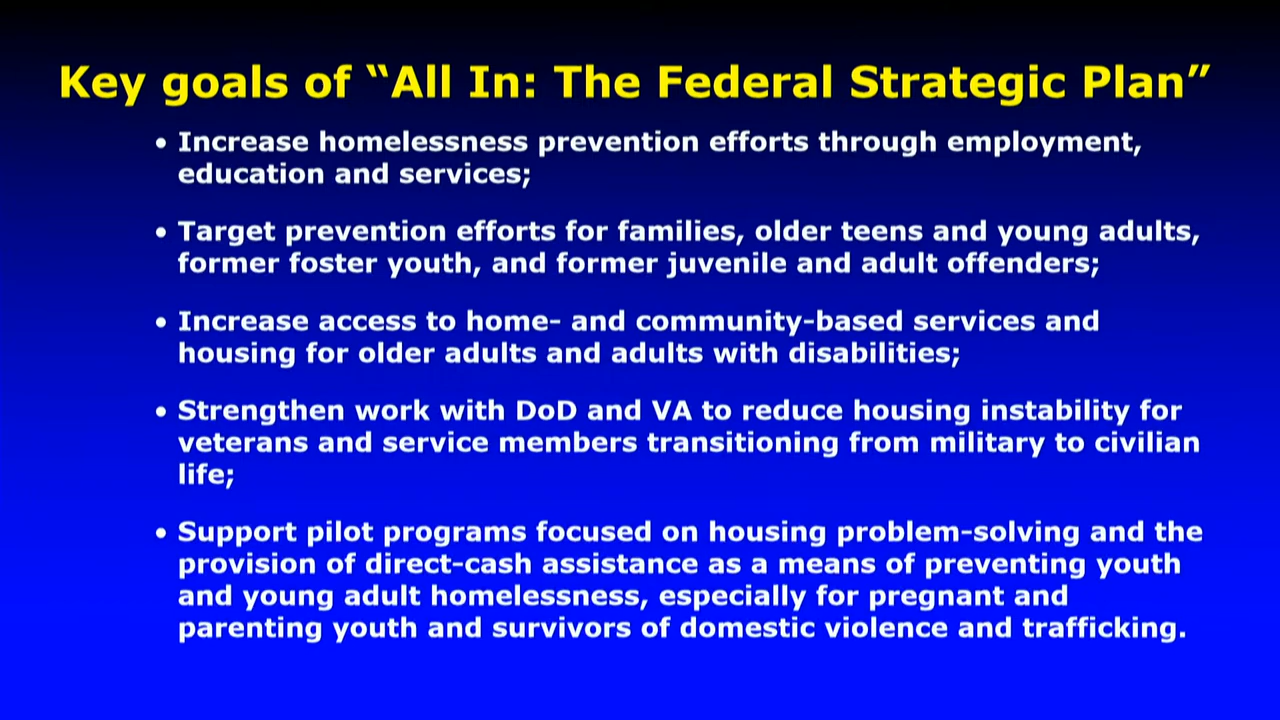 Key goals of “All In: The Federal Strategic Plan”
• Increase homelessness prevention efforts through employment,
education and services;
• Target prevention efforts for families, older teens and young adults,
former foster youth, and former juvenile and adult offenders;
• Increase access to home- and community-based services and
housing for older adults and adults with disabilities;
• Strengthen work with DoD and VA to reduce housing instability for
veterans and service members transitioning from military to civilian
life;
• Support pilot programs focused on housing problem-solving and the
provision of direct-cash assistance as a means of preventing youth
and young adult homelessness, especially for pregnant and
parenting youth and survivors of domestic violence and trafficking.